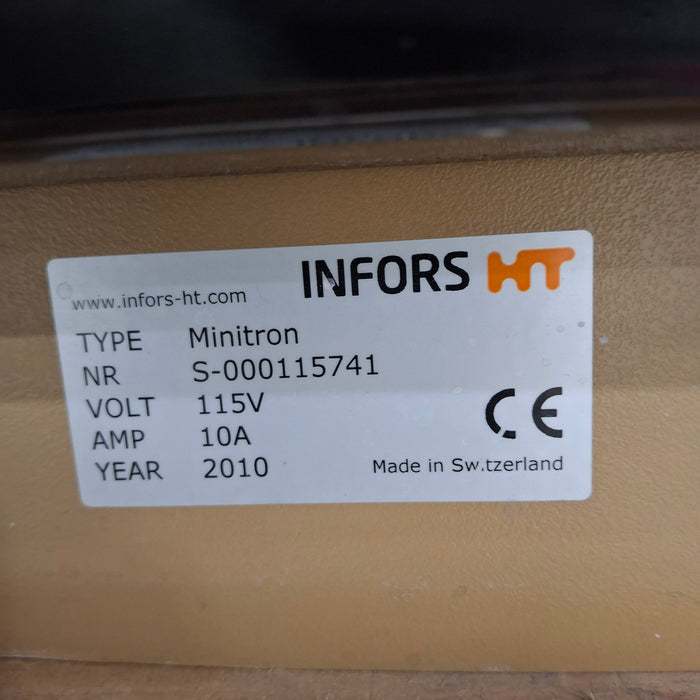 INFORS HT
www.infors-ht.com
TYPE Minitron
NR S-000115741
VOLT 115V
AMP 10A
YEAR 2010
CE
Made in Sw.tzerland